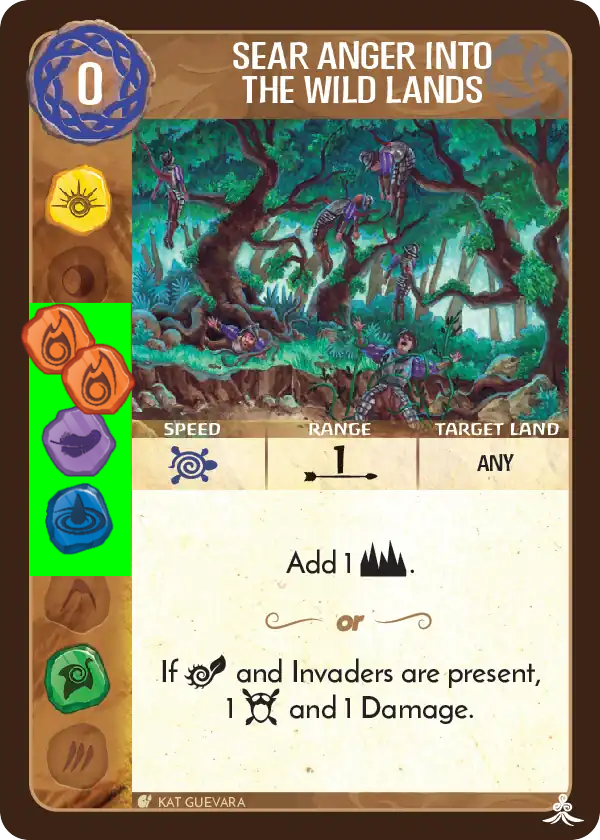 0
SEAR ANGER INTO
THE WILD LANDS
SPEED RANGE TARGET LAND
1 ANY
Add 1 .
or
If and Invaders are present,
1 and 1 Damage.
KAT GUEVARA